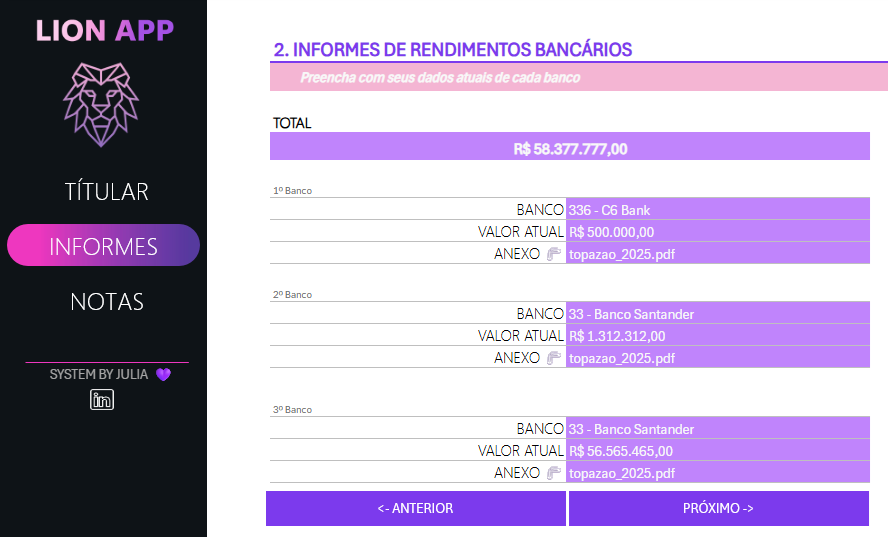 LION APP
TÍTULAR
INFORMES
NOTAS
SYSTEM BY JULIA
in
2. INFORMES DE RENDIMENTOS BANCÁRIOS
Preencha com seus dados atuais de cada banco
TOTAL
R$ 58.377.777,00
1º Banco
BANCO 336 - C6 Bank
VALOR ATUAL R$ 500.000,00
ANEXO topazao_2025.pdf
2º Banco
BANCO 33 - Banco Santander
VALOR ATUAL R$ 1.312.312,00
ANEXO topazao_2025.pdf
3º Banco
BANCO 33 - Banco Santander
VALOR ATUAL R$ 56.565.465,00
ANEXO topazao_2025.pdf
<- ANTERIOR PRÓXIMO ->